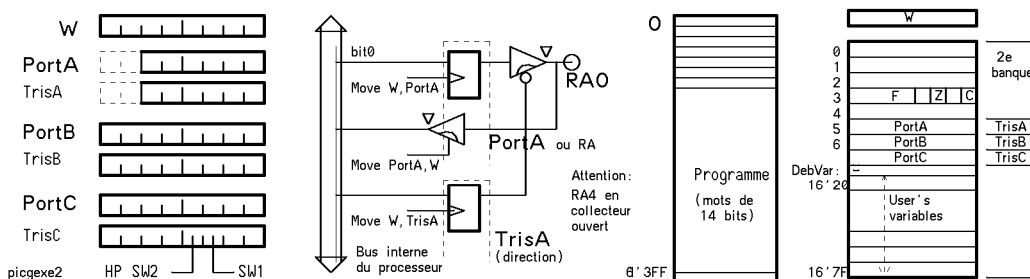 W
PortA
TrisA
PortB
TrisB
PortC
TrisC
picgexe2
HP SW2
SW1
bit0
Move W,PortA
RA0
PortA ou RA
Move PortA,W
Move W,TrisA
TrisA
(direction)
Bus interne
du processeur
Attention:
RA4 en
collecteur
ouvert
0
Programme
(mots de
14 bits)
6'3FF
W
0
1
2
3
F
Z
C
4
5
PortA
TrisA
6
PortB
TrisB
PortC
TrisC
2e
banque
DebVar:
16'20
User's
variables
16'7F